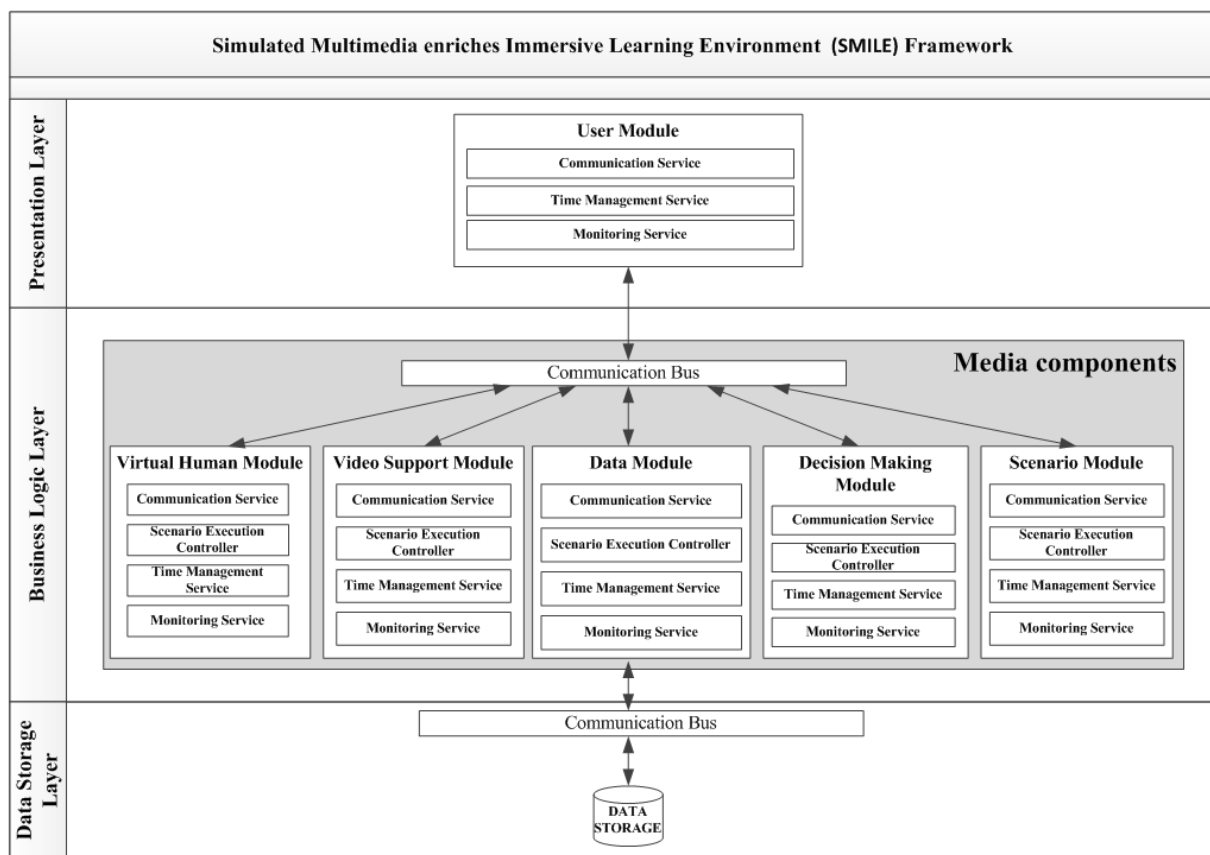 Simulated Multimedia enriches Immersive Learning Environment (SMILE) Framework
Presentation Layer
User Module
Communication Service
Time Management Service
Monitoring Service
Business Logic Layer
Media components
Communication Bus
Virtual Human Module
Communication Service
Scenario Execution
Controller
Time Management
Service
Monitoring Service
Video Support Module
Communication Service
Scenario Execution
Controller
Time Management Service
Monitoring Service
Data Module
Communication Service
Scenario Execution Controller
Time Management Service
Monitoring Service
Decision Making
Module
Communication Service
Scenario Execution
Controller
Time Management Service
Monitoring Service
Scenario Module
Communication Service
Scenario Execution
Controller
Time Management Service
Monitoring Service
Data Storage
Layer
Communication Bus
DATA
STORAGE